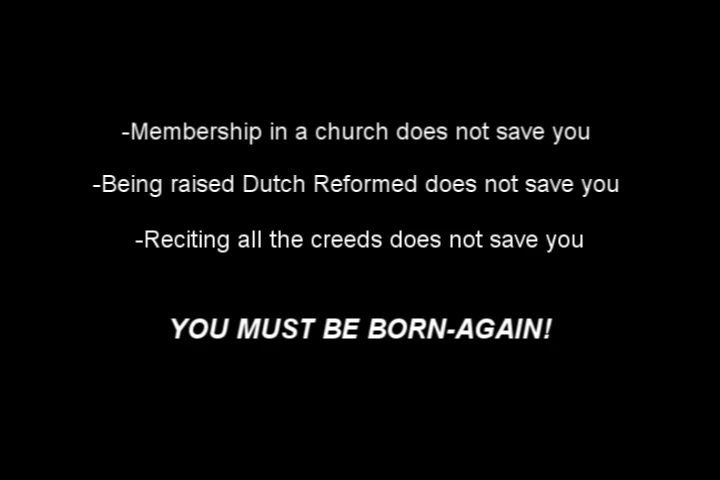 -Membership in a church does not save you
-Being raised Dutch Reformed does not save you
-Reciting all the creeds does not save you
YOU MUST BE BORN-AGAIN!